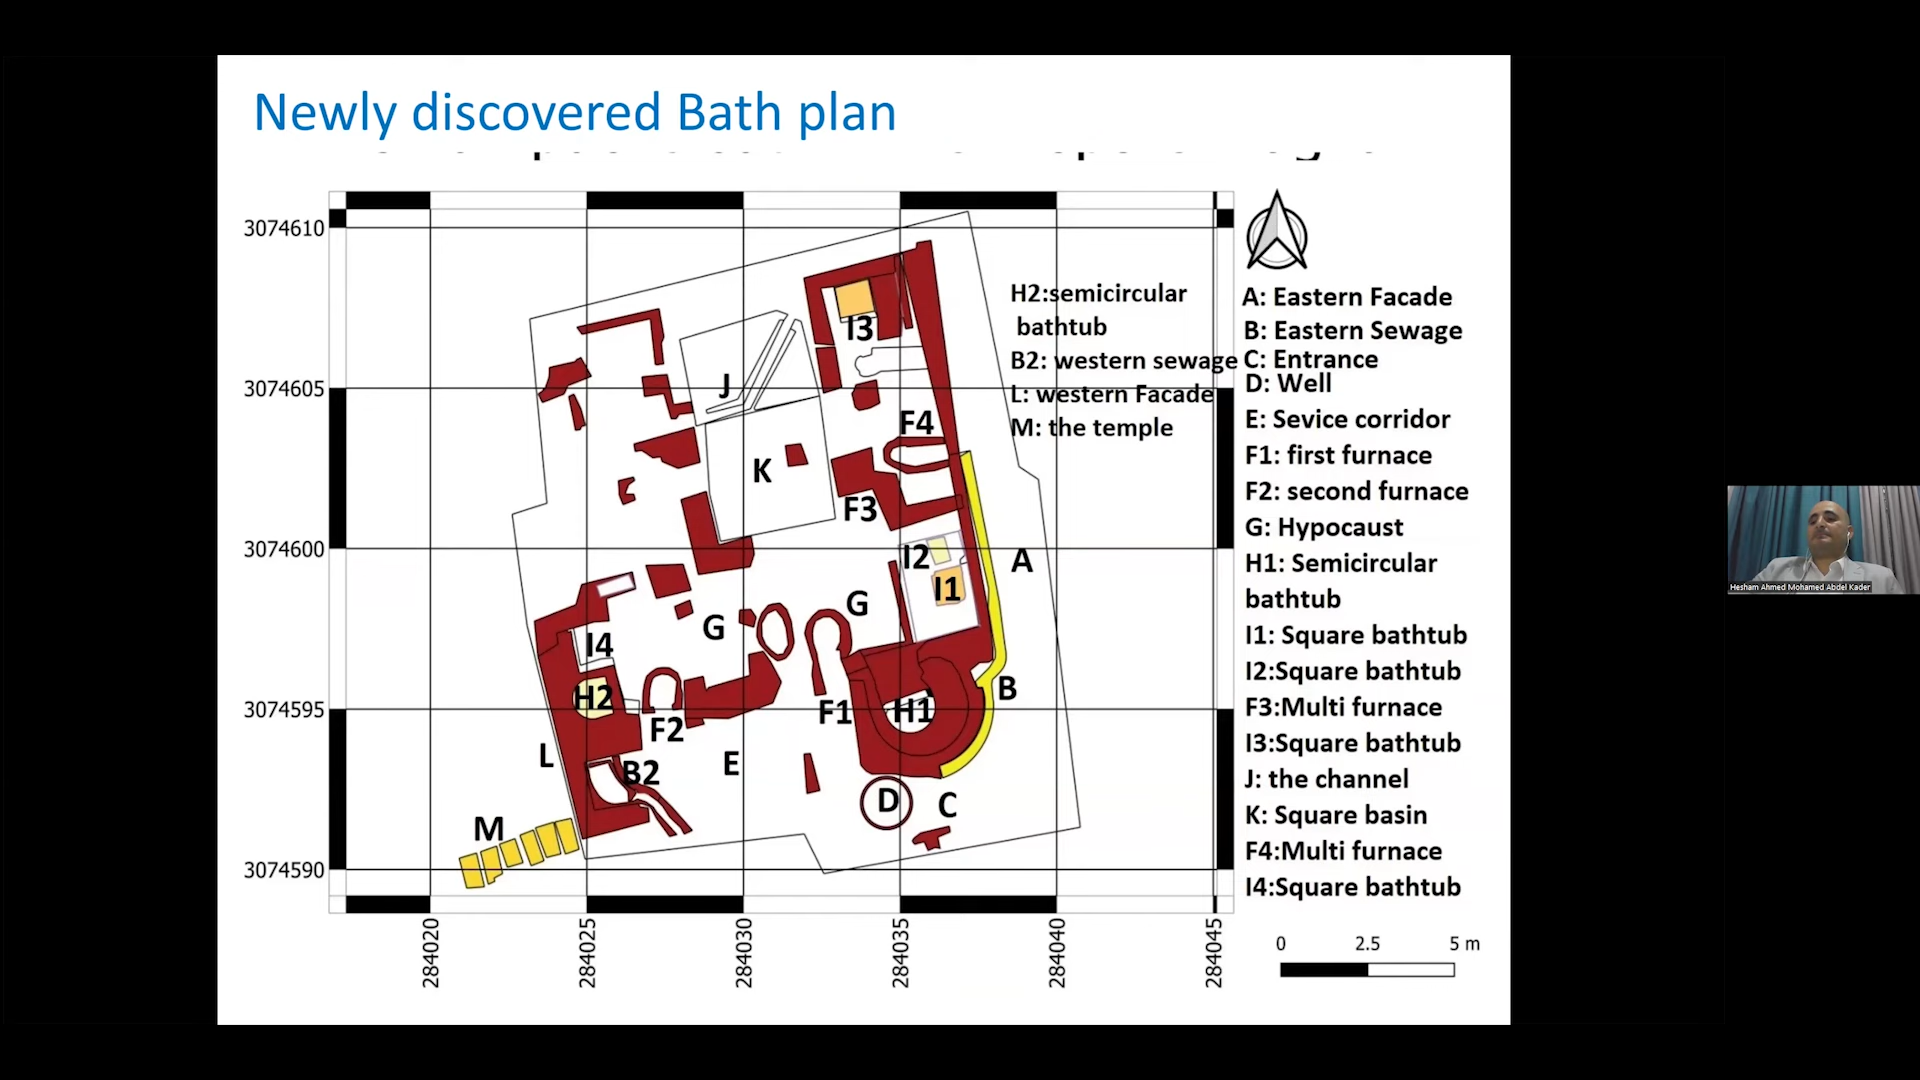 Newly discovered Bath plan
3074610
3074605
3074600
3074595
3074590
284020
284025
284030
284035
284040
284045
H2:semicircular
bathtub
B2: western sewage
L: western Facade
M: the temple
A: Eastern Facade
B: Eastern Sewage
C: Entrance
D: Well
E: Sevice corridor
F1: first furnace
F2: second furnace
G: Hypocaust
H1: Semicircular
bathtub
I1: Square bathtub
I2:Square bathtub
F3:Multi furnace
I3:Square bathtub
J: the channel
K: Square basin
F4:Multi furnace
I4:Square bathtub
0 2.5 5 m
I3
J
F4
K
F3
I2
A
I1
G
G
I4
H2
B
F1
H1
F2
L
E
B2
D
C
M
Hesham Ahmed Mohamed Abdel Kader